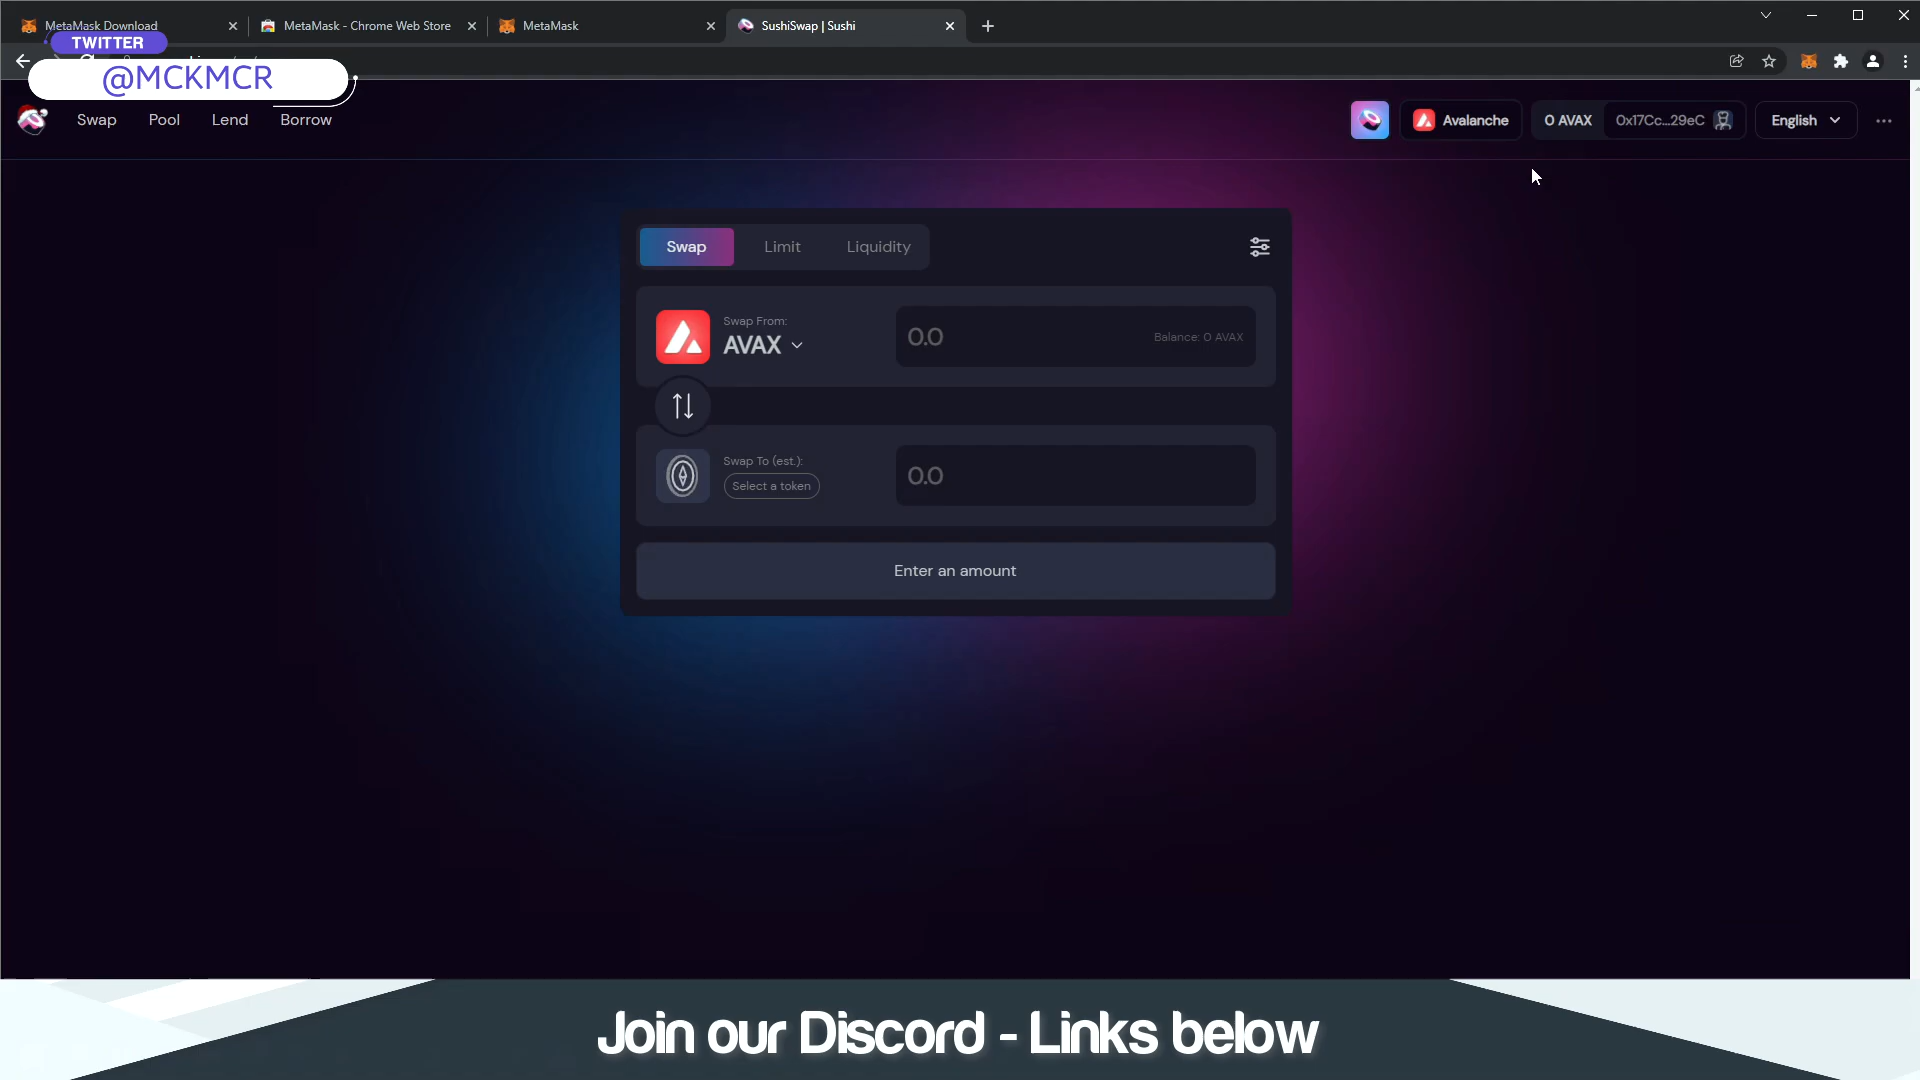 MetaMask Download
MetaMask - Chrome Web Store
MetaMask
SushiSwap | Sushi
TWITTER
@MCKMCR
Swap
Pool
Lend
Borrow
Avalanche
0 AVAX
0x17Cc...29eC
English
Swap
Limit
Liquidity
Swap From:
AVAX
0.0
Balance: 0 AVAX
Swap To (est.):
Select a token
0.0
Enter an amount
Join our Discord - Links below